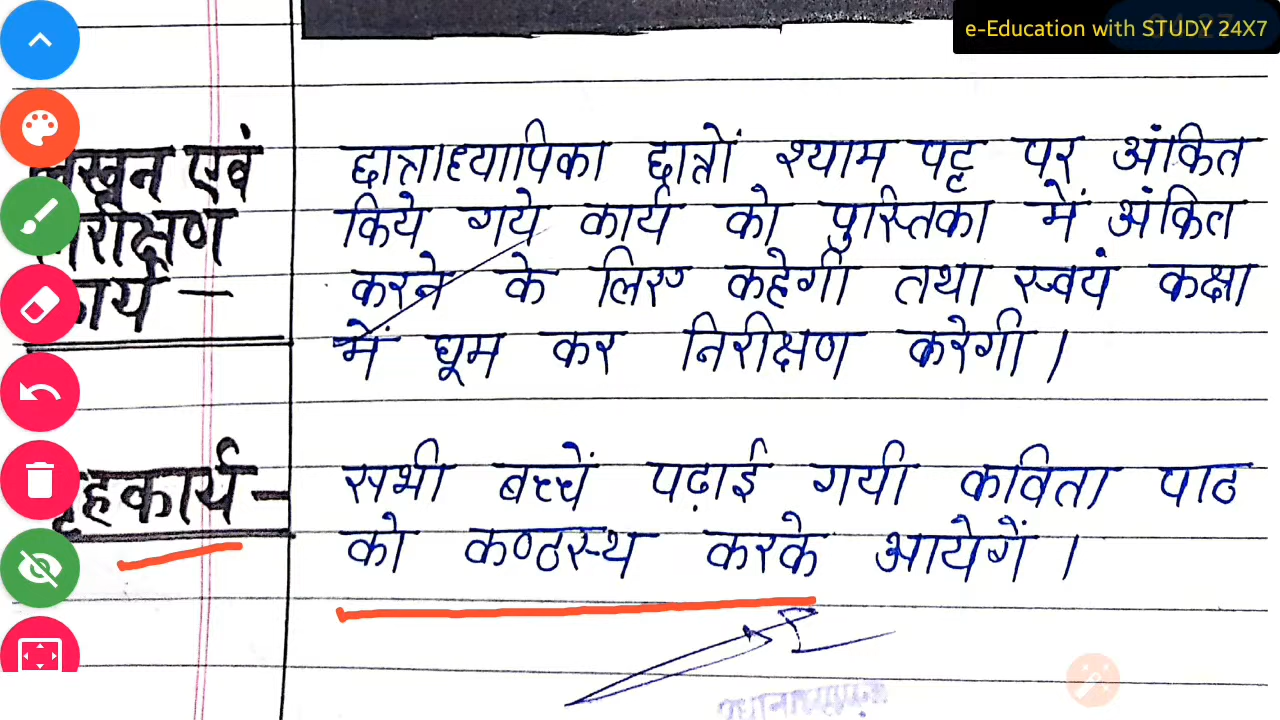 e-Education with STUDY 24X7
लेखन एवं
निरीक्षण
कार्य -
छात्राध्यापिका छात्रों श्याम पट्ट पर अंकित
किये गये कार्य को पुस्तिका में अंकित
करने के लिए कहेगी तथा स्वयं कक्षा
में घूम कर निरीक्षण करेगी।
गृहकार्य -
सभी बच्चें पढ़ाई गयी कविता पाठ
को कण्ठस्थ करके आयेगें।